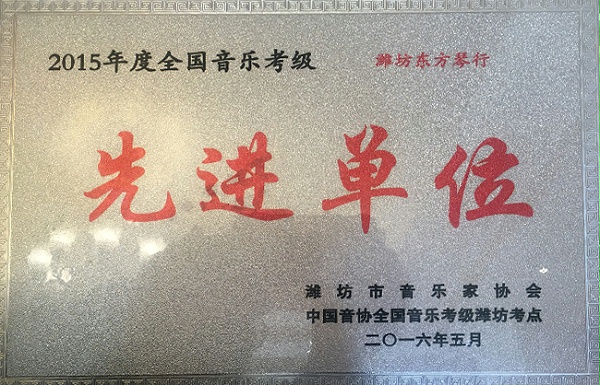 2015年度全国音乐考级 潍坊东方琴行
先进单位
潍坊市音乐家协会
中国音协全国音乐考级潍坊考点
二〇一六年五月